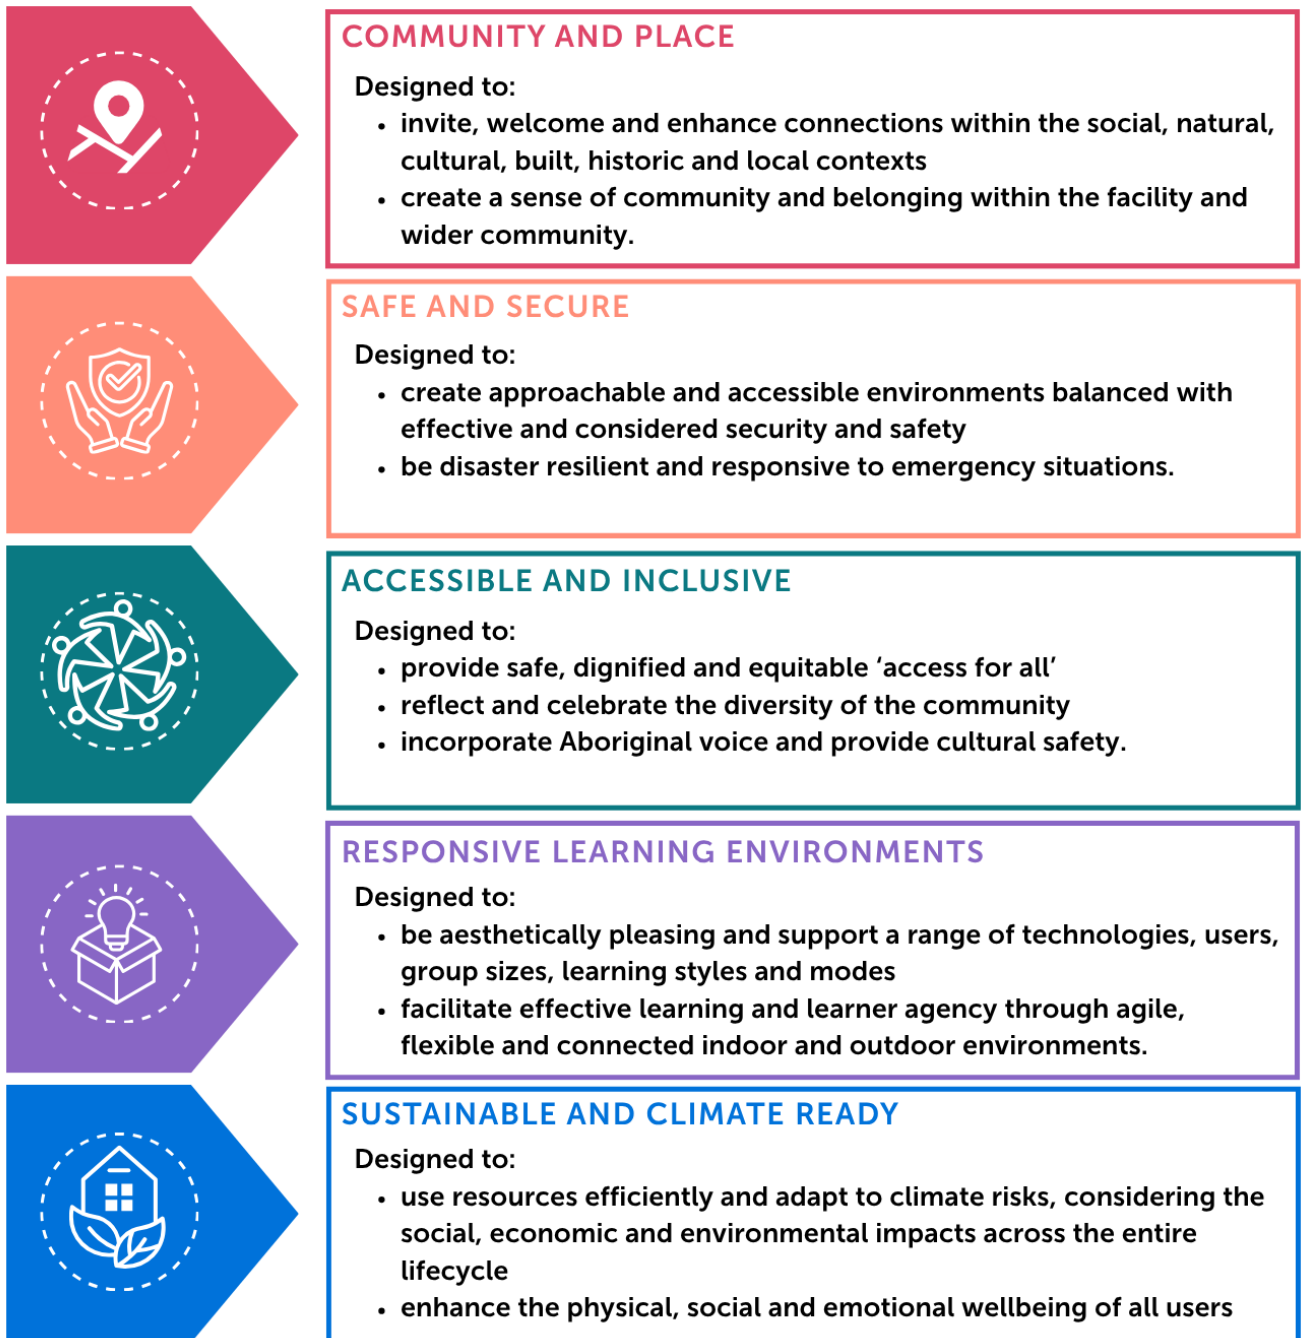 COMMUNITY AND PLACE
Designed to:
• invite, welcome and enhance connections within the social, natural,
cultural, built, historic and local contexts
• create a sense of community and belonging within the facility and
wider community.
SAFE AND SECURE
Designed to:
• create approachable and accessible environments balanced with
effective and considered security and safety
• be disaster resilient and responsive to emergency situations.
ACCESSIBLE AND INCLUSIVE
Designed to:
• provide safe, dignified and equitable ‘access for all’
• reflect and celebrate the diversity of the community
• incorporate Aboriginal voice and provide cultural safety.
RESPONSIVE LEARNING ENVIRONMENTS
Designed to:
• be aesthetically pleasing and support a range of technologies, users,
group sizes, learning styles and modes
• facilitate effective learning and learner agency through agile,
flexible and connected indoor and outdoor environments.
SUSTAINABLE AND CLIMATE READY
Designed to:
• use resources efficiently and adapt to climate risks, considering the
social, economic and environmental impacts across the entire
lifecycle
• enhance the physical, social and emotional wellbeing of all users